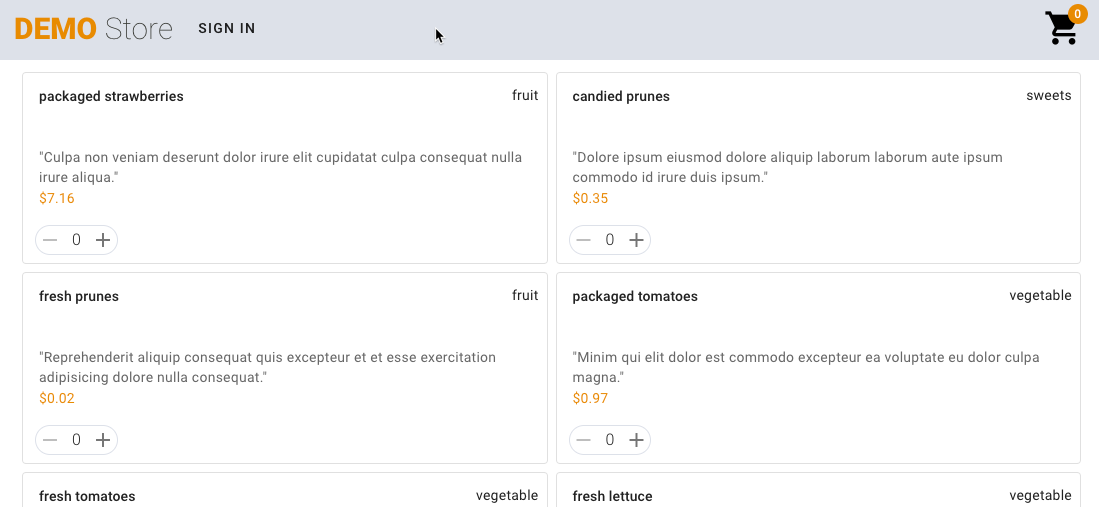 DEMO Store SIGN IN 0
packaged strawberries fruit
"Culpa non veniam deserunt dolor irure elit cupidatat culpa consequat nulla
irure aliqua."
$7.16
0
candied prunes sweets
"Dolore ipsum eiusmod dolore aliquip laborum laborum aute ipsum
commodo id irure duis ipsum."
$0.35
0
fresh prunes fruit
"Reprehenderit aliquip consequat quis excepteur et et esse exercitation
adipisicing dolore nulla consequat."
$0.02
0
packaged tomatoes vegetable
"Minim qui elit dolor est commodo excepteur ea voluptate eu dolor culpa
magna."
$0.97
0
fresh tomatoes vegetable
fresh lettuce vegetable